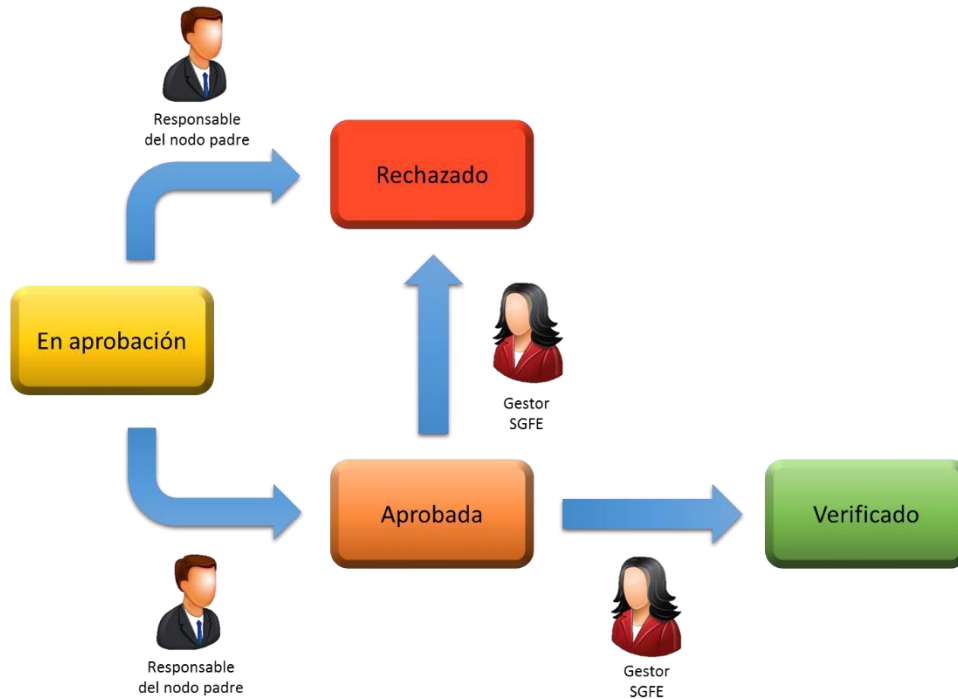 Responsable
del nodo padre
Rechazado
En aprobación
Gestor
SGFE
Aprobada
Verificado
Responsable
del nodo padre
Gestor
SGFE